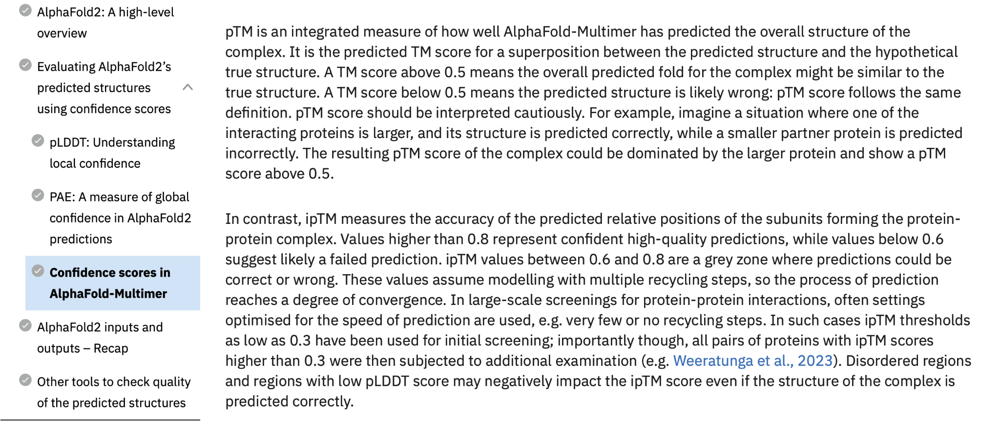 AlphaFold2: A high-level
overview
Evaluating AlphaFold2’s
predicted structures
using confidence scores
pLDDT: Understanding
local confidence
PAE: A measure of global
confidence in AlphaFold2
predictions
Confidence scores in
AlphaFold-Multimer
AlphaFold2 inputs and
outputs – Recap
Other tools to check quality
of the predicted structures
pTM is an integrated measure of how well AlphaFold-Multimer has predicted the overall structure of the
complex. It is the predicted TM score for a superposition between the predicted structure and the hypothetical
true structure. A TM score above 0.5 means the overall predicted fold for the complex might be similar to the
true structure. A TM score below 0.5 means the predicted structure is likely wrong: pTM score follows the same
definition. pTM score should be interpreted cautiously. For example, imagine a situation where one of the
interacting proteins is larger, and its structure is predicted correctly, while a smaller partner protein is predicted
incorrectly. The resulting pTM score of the complex could be dominated by the larger protein and show a pTM
score above 0.5.
In contrast, ipTM measures the accuracy of the predicted relative positions of the subunits forming the protein-
protein complex. Values higher than 0.8 represent confident high-quality predictions, while values below 0.6
suggest likely a failed prediction. ipTM values between 0.6 and 0.8 are a grey zone where predictions could be
correct or wrong. These values assume modelling with multiple recycling steps, so the process of prediction
reaches a degree of convergence. In large-scale screenings for protein-protein interactions, often settings
optimised for the speed of prediction are used, e.g. very few or no recycling steps. In such cases ipTM thresholds
as low as 0.3 have been used for initial screening; importantly though, all pairs of proteins with ipTM scores
higher than 0.3 were then subjected to additional examination (e.g. Weeratunga et al., 2023). Disordered regions
and regions with low pLDDT score may negatively impact the ipTM score even if the structure of the complex is
predicted correctly.